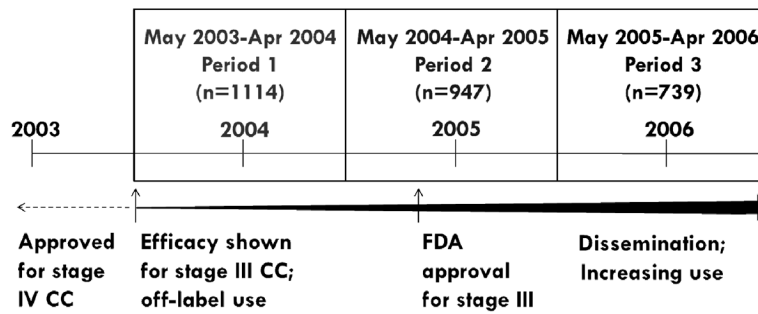 May 2003-Apr 2004
Period 1
(n=1114)
May 2004-Apr 2005
Period 2
(n=947)
May 2005-Apr 2006
Period 3
(n=739)
2003
2004
2005
2006
Approved
for stage
IV CC
Efficacy shown
for stage III CC;
off-label use
FDA
approval
for stage III
Dissemination;
Increasing use